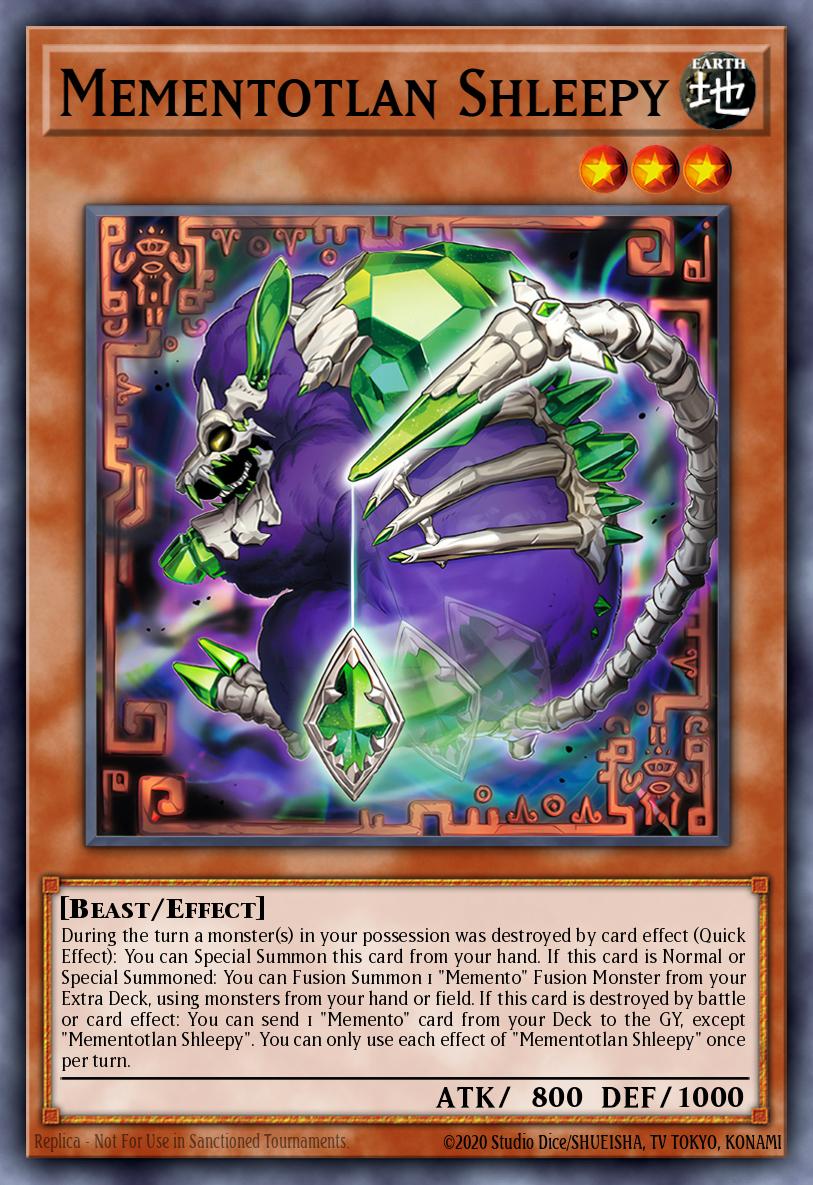 Mementotlan Shleepy
EARTH
地
[Beast/Effect]
During the turn a monster(s) in your possession was destroyed by card effect (Quick
Effect): You can Special Summon this card from your hand. If this card is Normal or
Special Summoned: You can Fusion Summon 1 "Memento" Fusion Monster from your
Extra Deck, using monsters from your hand or field. If this card is destroyed by battle
or card effect: You can send 1 "Memento" card from your Deck to the GY, except
"Mementotlan Shleepy". You can only use each effect of "Mementotlan Shleepy" once
per turn.
ATK/ 800 DEF/1000
Replica - Not For Use in Sanctioned Tournaments.
©2020 Studio Dice/SHUEISHA, TV TOKYO, KONAMI